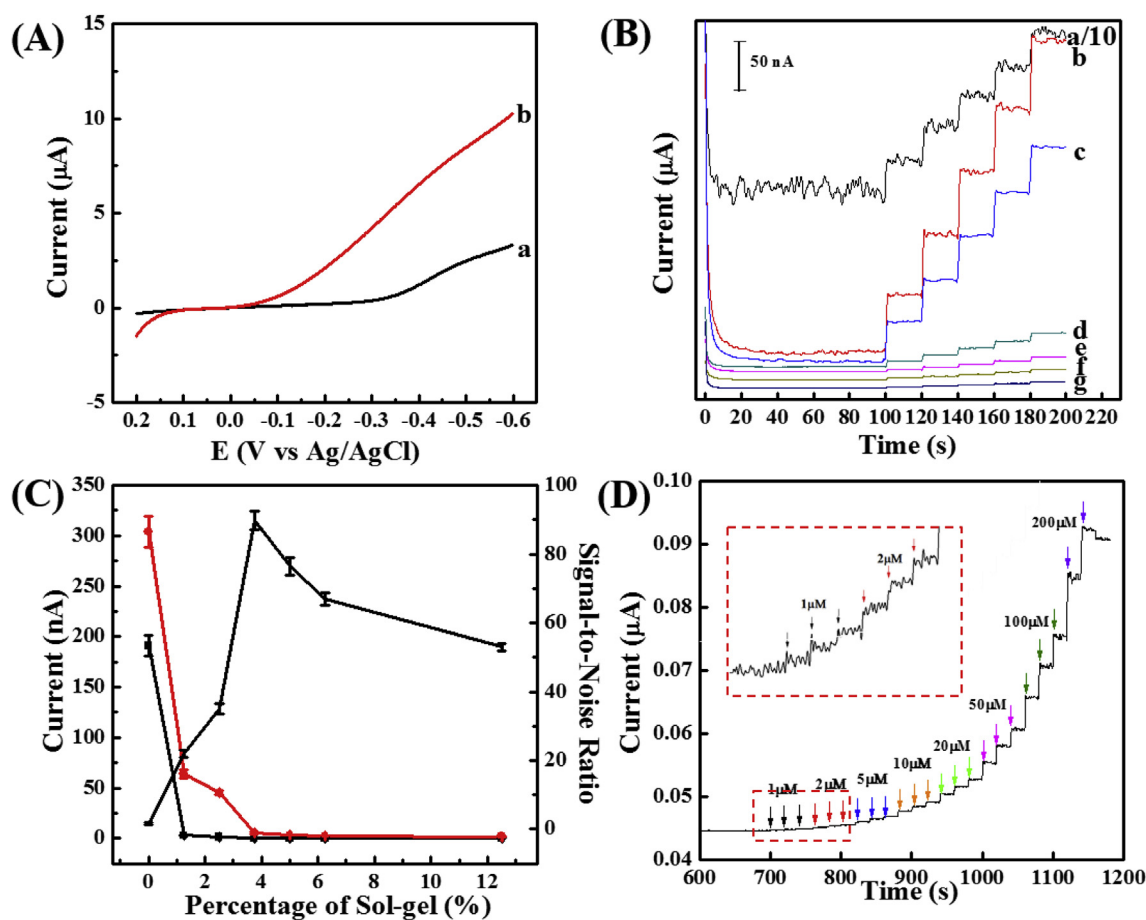 (A)
15
10
5
0
-5
Current (μA)
b
a
0.2 0.1 0.0 -0.1 -0.2 -0.3 -0.4 -0.5 -0.6
E (V vs Ag/AgCl)
(B)
50 nA
a/10
b
c
d
e
f
g
Current (μA)
0 20 40 60 80 100 120 140 160 180 200 220
Time (s)
(C)
350
300
250
200
150
100
50
0
Current (nA)
100
80
60
40
20
0
Signal-to-Noise Ratio
0 2 4 6 8 10 12
Percentage of Sol-gel (%)
(D)
0.10
0.09
0.08
0.07
0.06
0.05
0.04
Current (μA)
1μM
2μM
1μM
2μM
5μM
10μM
20μM
50μM
100μM
200μM
600 700 800 900 1000 1100 1200
Time (s)